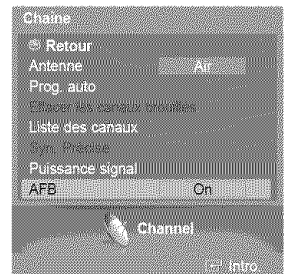 Chaîne
Retour
Antenne Air
Prog. auto
Effacer les canaux brouillés
Liste des canaux
Syn. Précise
Puissance signal
AFB On
Channel
Intro